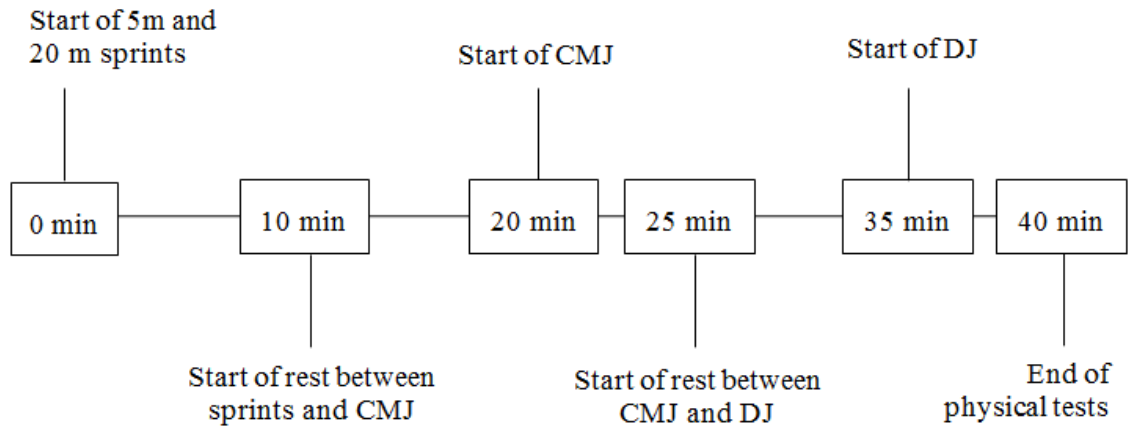 Start of 5m and
20 m sprints
Start of CMJ
Start of DJ
0 min
10 min
20 min
25 min
35 min
40 min
Start of rest between
sprints and CMJ
Start of rest between
CMJ and DJ
End of
physical tests